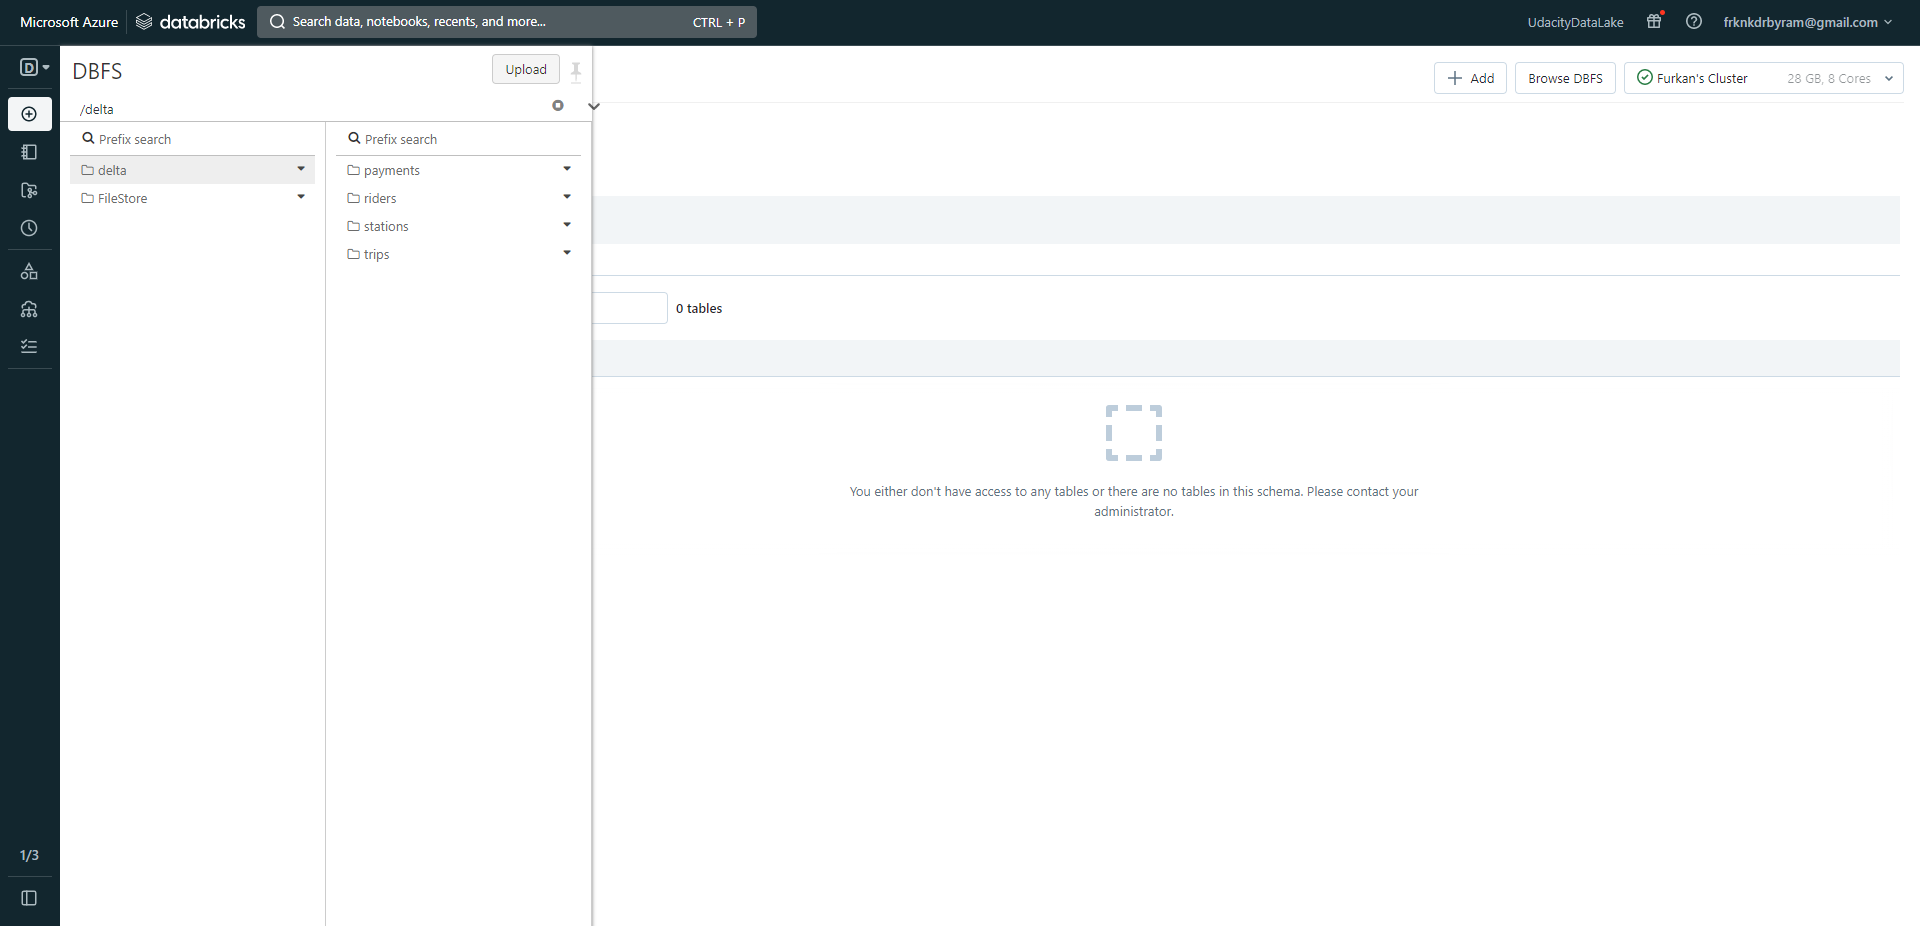 Microsoft Azure databricks Search data, notebooks, recents, and more... CTRL + P UdacityDataLake frknkdrbyram@gmail.com
D DBFS Upload
Add Browse DBFS Furkan's Cluster 28 GB, 8 Cores
/delta
Prefix search Prefix search
delta payments
FileStore riders
stations
trips
0 tables
You either don't have access to any tables or there are no tables in this schema. Please contact your
administrator.
1/3